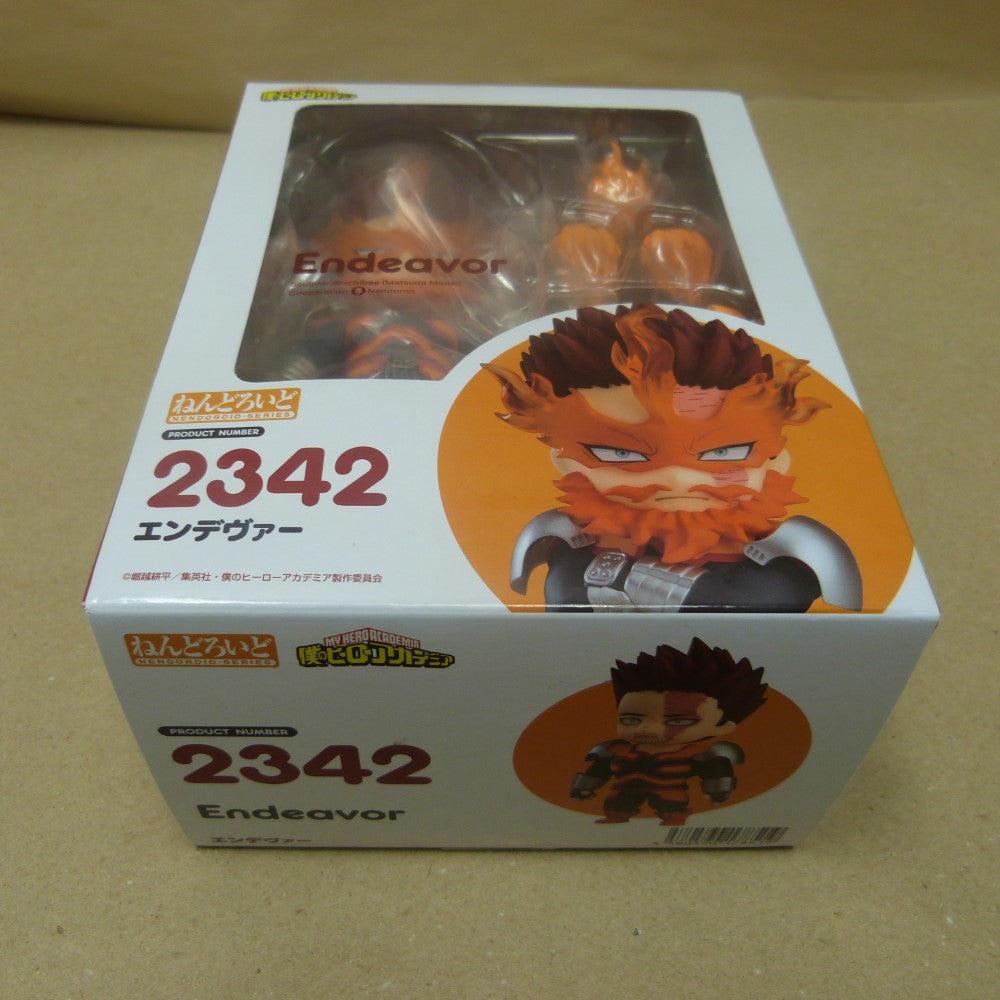 僕のヒーローアカデミア
Endeavor
Sculptor: Shichibee (Matsuda Model)
Cooperation: Nendoron
ねんどろいど
NENDOROID・SERIES
PRODUCT NUMBER
2342
エンデヴァー
©堀越耕平／集英社・僕のヒーローアカデミア製作委員会
ねんどろいど
NENDOROID・SERIES
MY HERO ACADEMIA
僕のヒーローアカデミア
PRODUCT NUMBER
2342
Endeavor
エンデヴァー